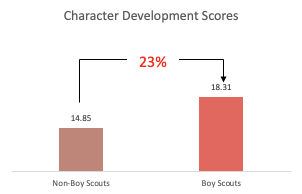 Character Development Scores
23%
18.31
14.85
Non-Boy Scouts
Boy Scouts